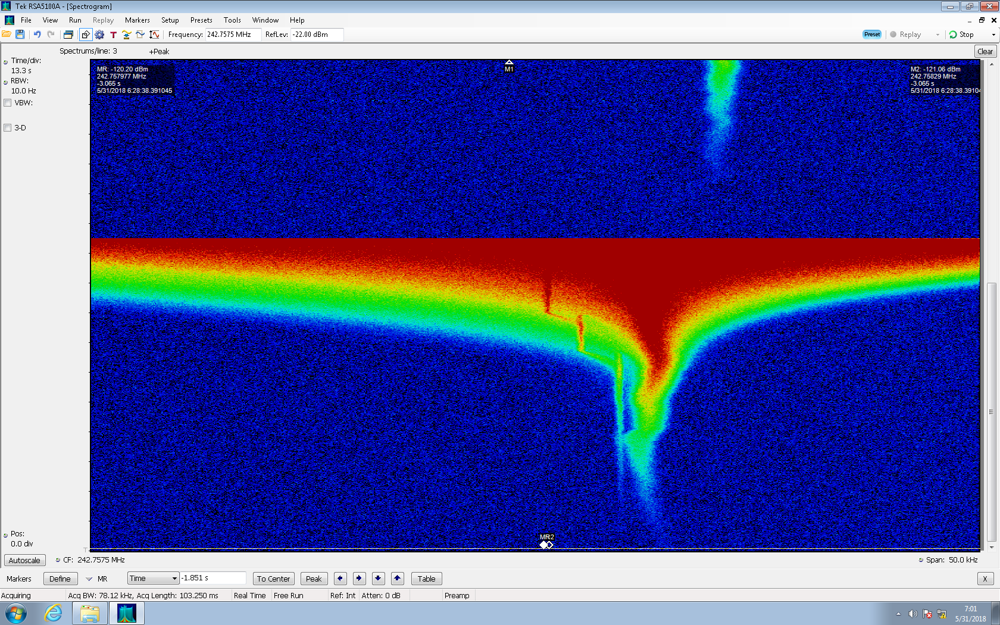 Tek RSA5100A - [Spectrogram]
File View Run Replay Markers Setup Presets Tools Window Help
Frequency: 242.7575 MHz RefLev: -22.00 dBm Preset Replay Stop
Spectrums/line: 3 +Peak Clear
Time/div:
13.3 s
RBW:
10.0 Hz
VBW:
3-D
MR: -120.20 dBm
242.757977 MHz
-3.065 s
5/31/2018 6:28:38.391045
M1
M2: -121.06 dBm
242.75829 MHz
-3.065 s
5/31/2018 6:28:38.39104
Pos:
0.0 div
MR2
T
Autoscale CF: 242.7575 MHz Span: 50.0 kHz
Markers Define MR Time -1.851 s To Center Peak Table X
Acquiring Acq BW: 78.12 kHz, Acq Length: 103.250 ms Real Time Free Run Ref: Int Atten: 0 dB Preamp
7:01
5/31/2018